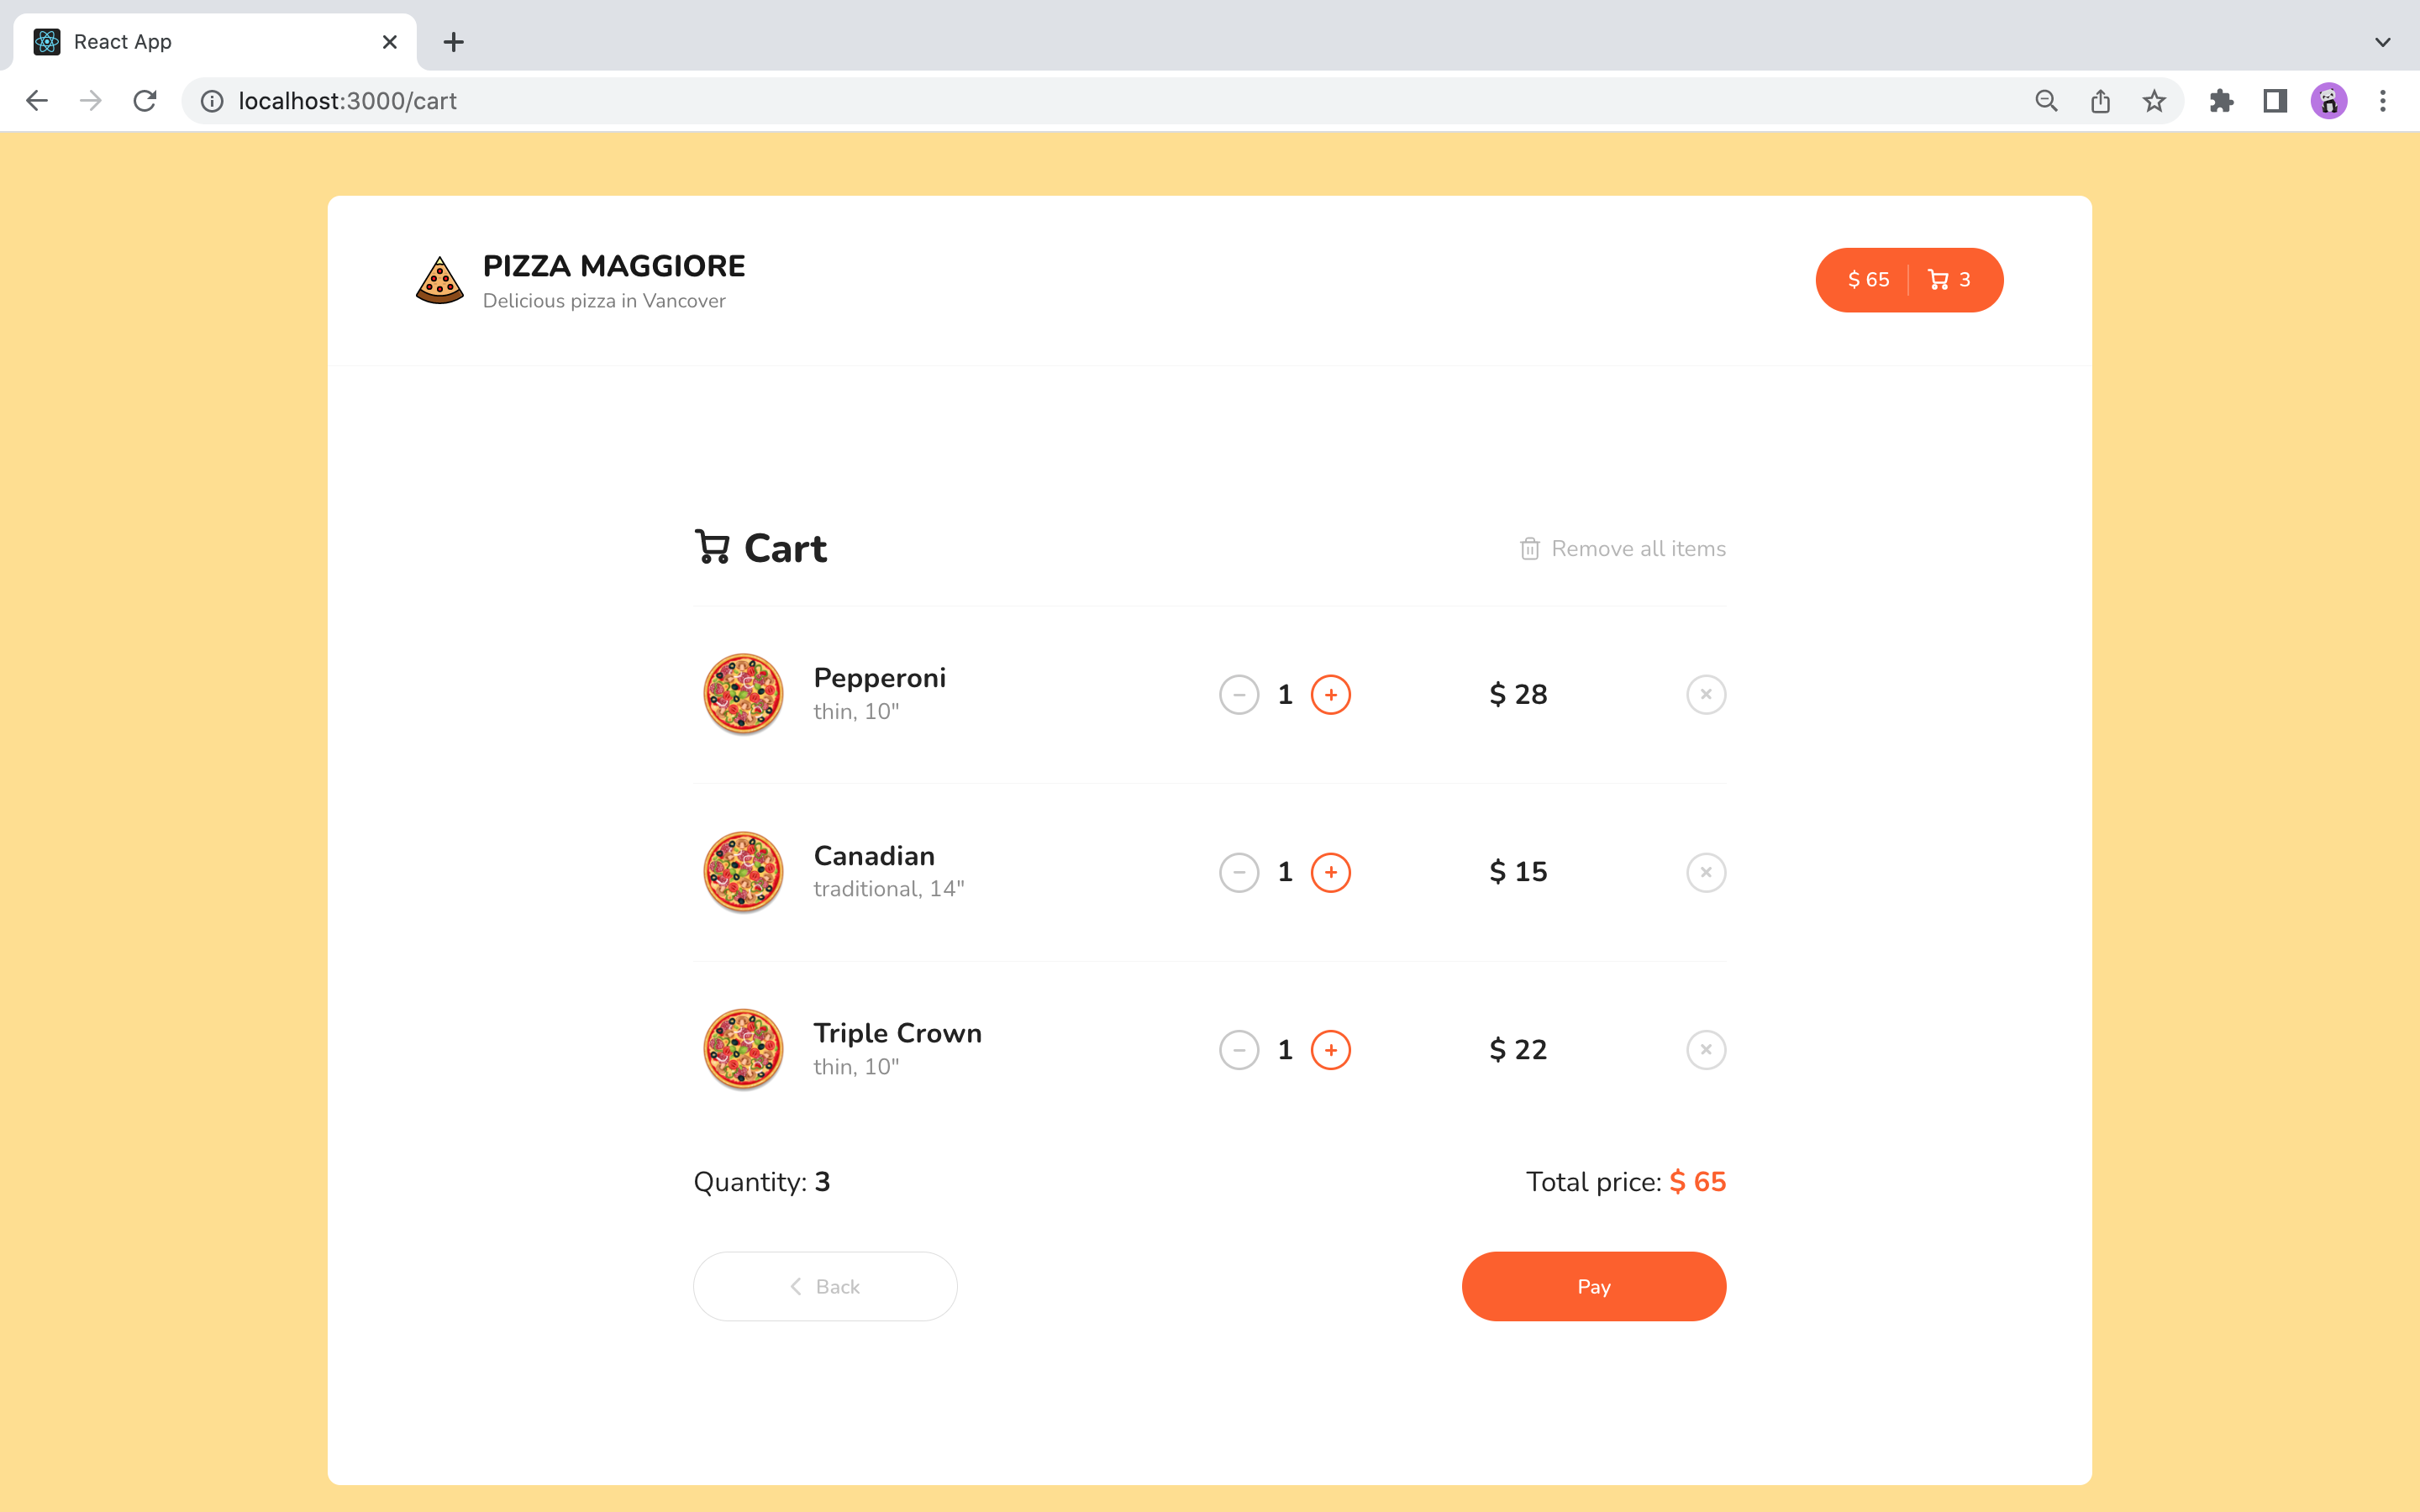 React App
localhost:3000/cart
PIZZA MAGGIORE
Delicious pizza in Vancover
$ 65
3
Cart
Remove all items
Pepperoni
thin, 10"
1
$ 28
Canadian
traditional, 14"
1
$ 15
Triple Crown
thin, 10"
1
$ 22
Quantity: 3
Total price: $ 65
Back
Pay